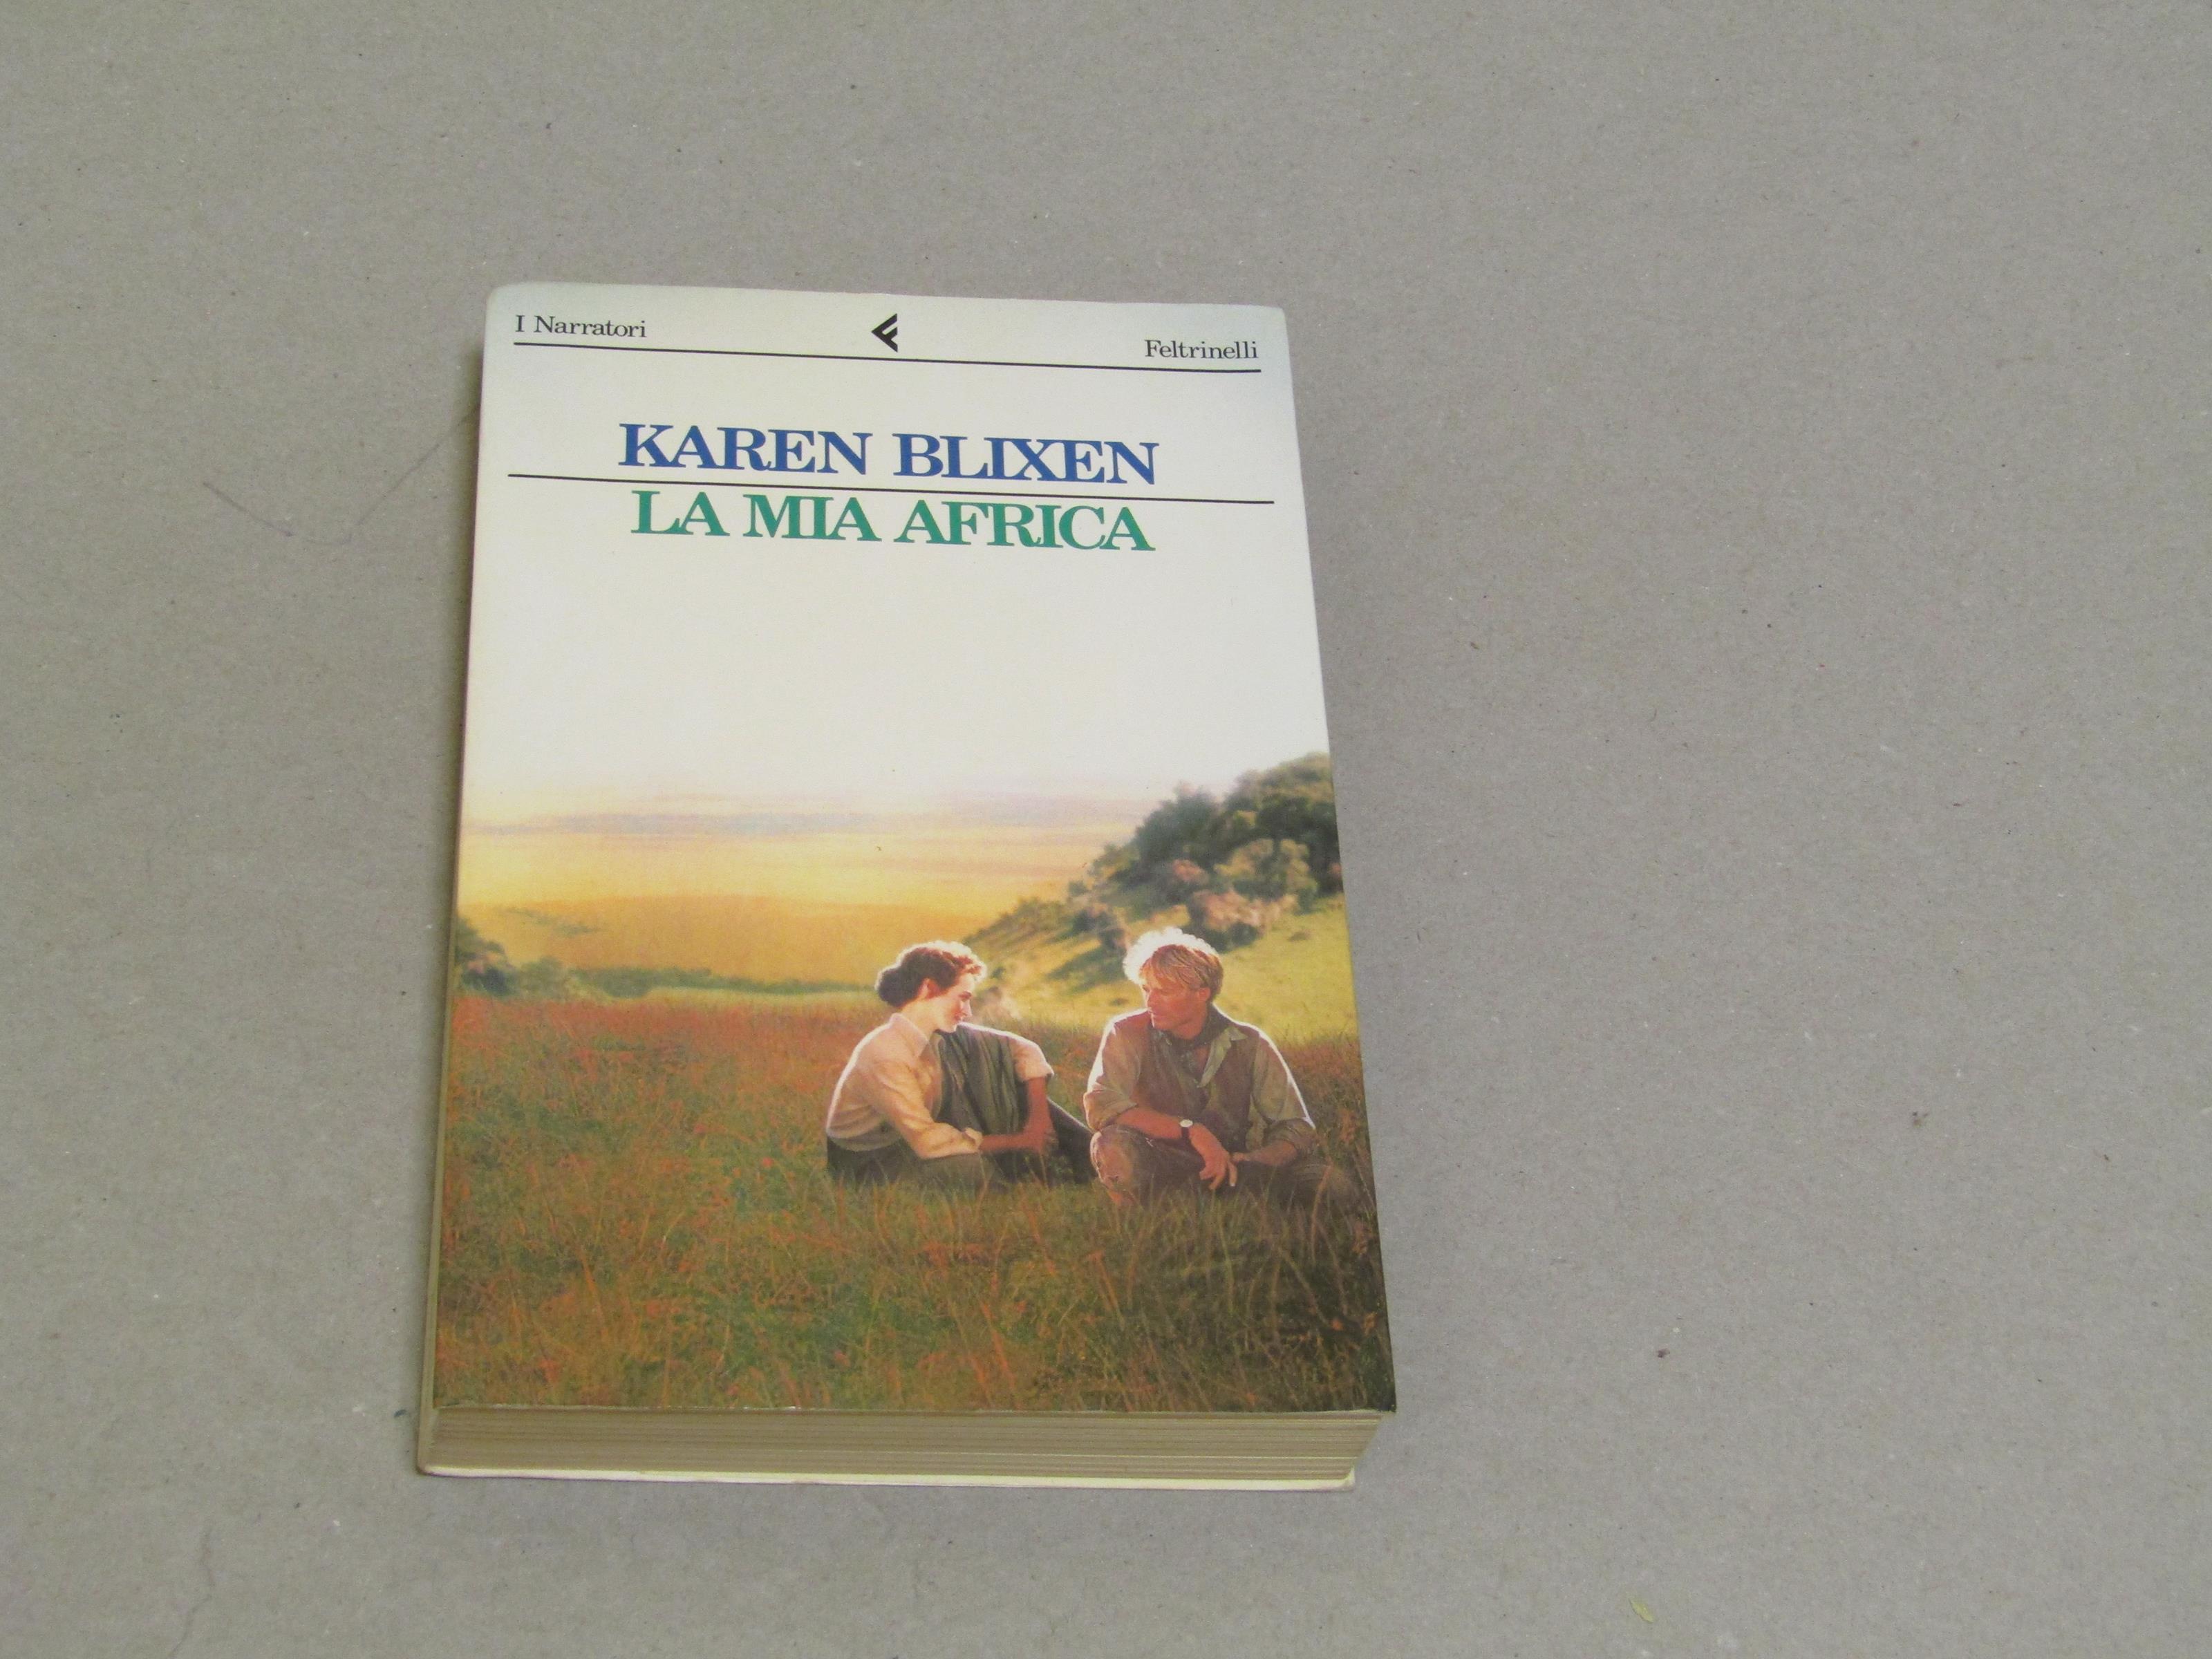 I Narratori
Feltrinelli
KAREN BLIXEN
LA MIA AFRICA